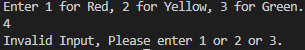 Enter 1 for Red, 2 for Yellow, 3 for Green.
4
Invalid Input, Please enter 1 or 2 or 3.